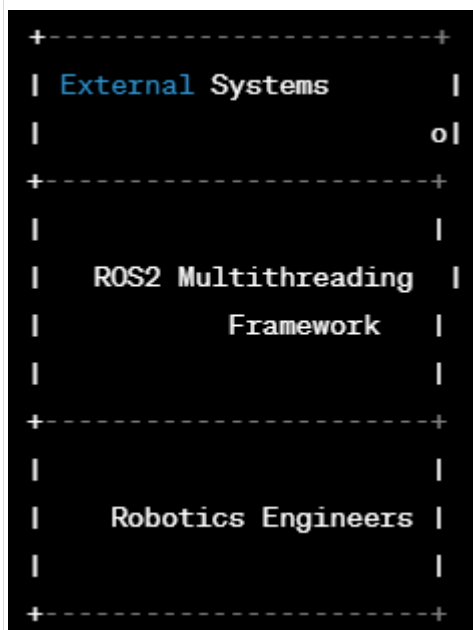 +-----------------------+
| External Systems       |
|                       o|
+-----------------------+
|                       |
|   ROS2 Multithreading  |
|           Framework   |
|                       |
+-----------------------+
|                       |
|    Robotics Engineers |
|                       |
+-----------------------+